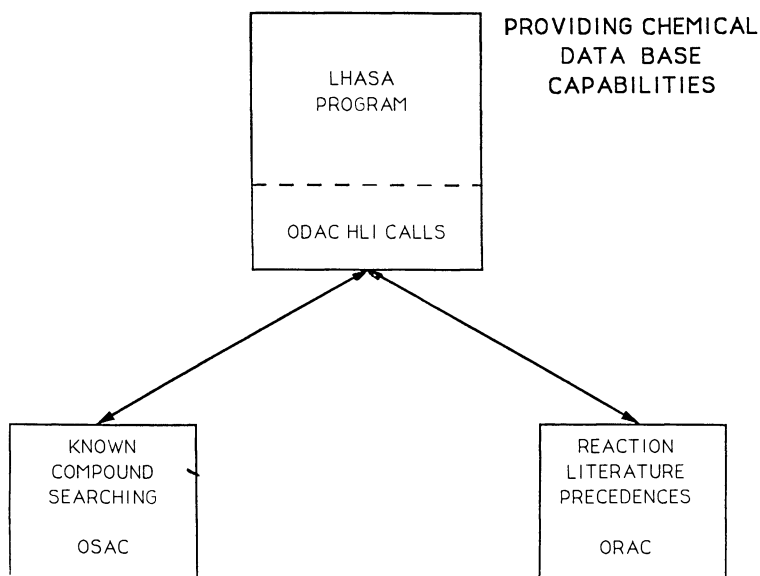 PROVIDING CHEMICAL
DATA BASE
CAPABILITIES
LHASA
PROGRAM
ODAC HLI CALLS
KNOWN
COMPOUND
SEARCHING
OSAC
REACTION
LITERATURE
PRECEDENCES
ORAC